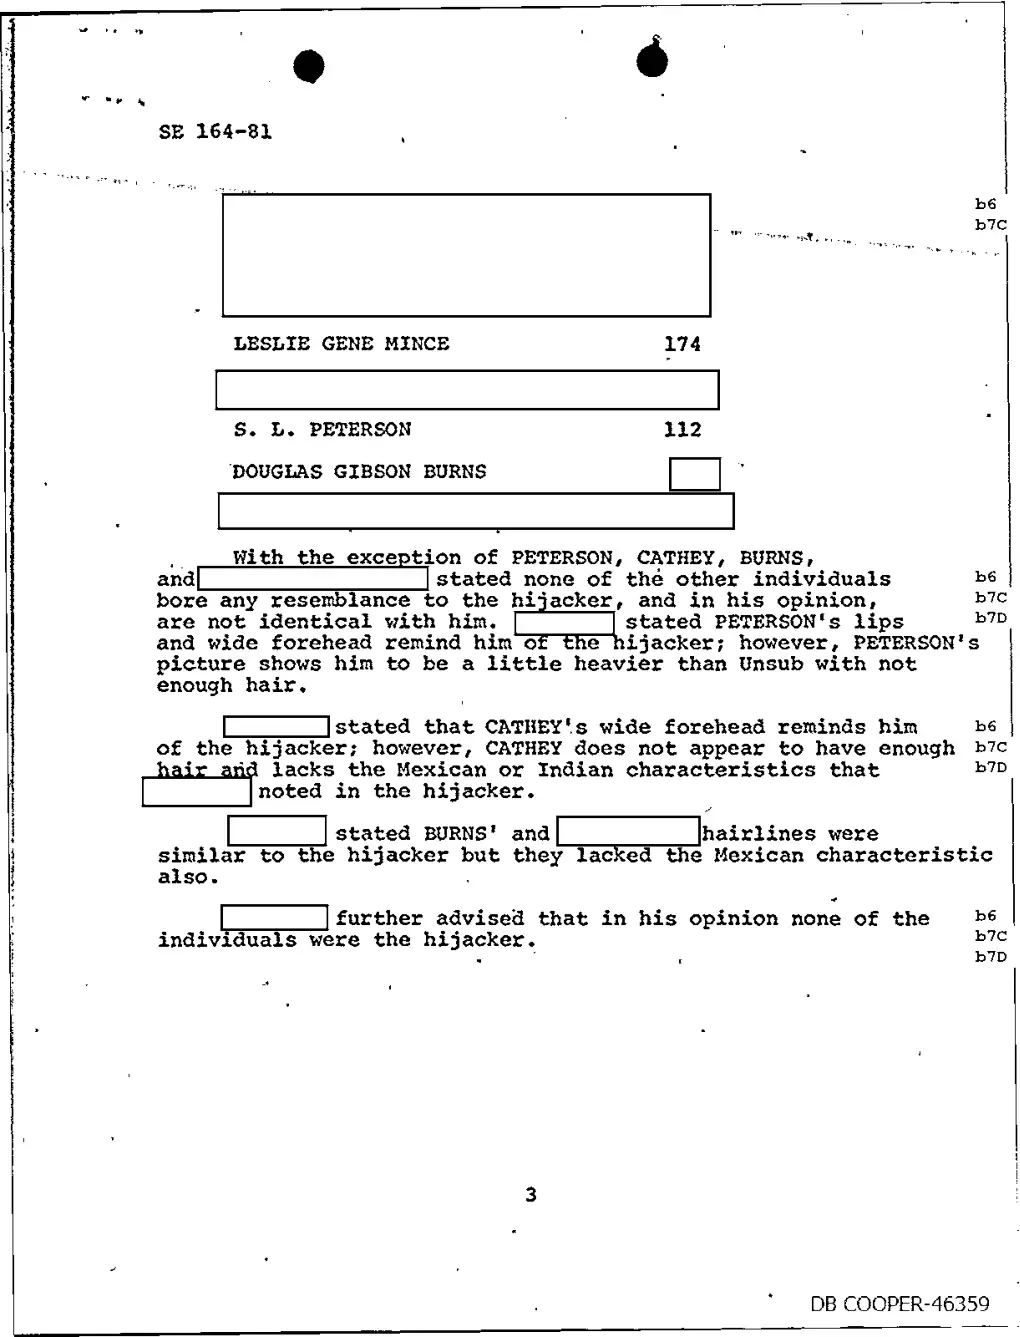 SE 164-81
b6
b7C
LESLIE GENE MINCE 174
S. L. PETERSON 112
DOUGLAS GIBSON BURNS
With the exception of PETERSON, CATHEY, BURNS,
and stated none of the other individuals b6
bore any resemblance to the hijacker, and in his opinion, b7C
are not identical with him. stated PETERSON's lips b7D
and wide forehead remind him of the hijacker; however, PETERSON's
picture shows him to be a little heavier than Unsub with not
enough hair.
stated that CATHEY's wide forehead reminds him b6
of the hijacker; however, CATHEY does not appear to have enough b7C
hair and lacks the Mexican or Indian characteristics that b7D
noted in the hijacker.
stated BURNS' and hairlines were
similar to the hijacker but they lacked the Mexican characteristic
also.
further advised that in his opinion none of the b6
individuals were the hijacker. b7C
b7D
3
DB COOPER-46359